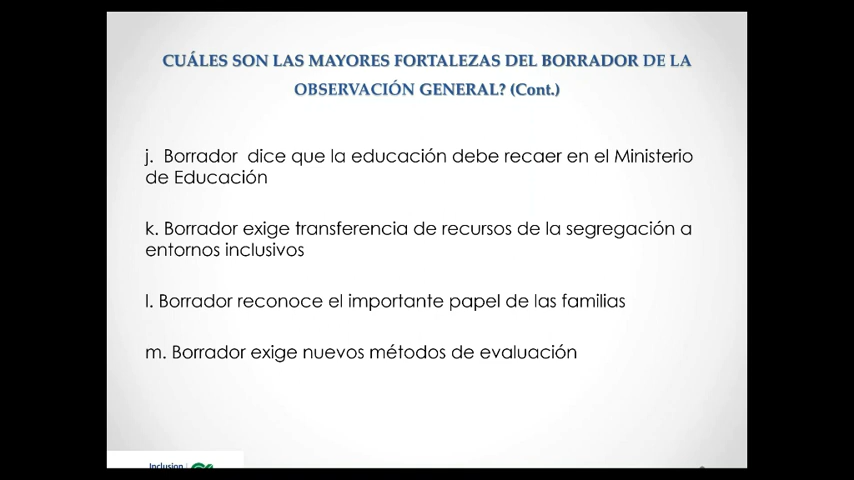 CUÁLES SON LAS MAYORES FORTALEZAS DEL BORRADOR DE LA
OBSERVACIÓN GENERAL? (Cont.)
j. Borrador dice que la educación debe recaer en el Ministerio
de Educación
k. Borrador exige transferencia de recursos de la segregación a
entornos inclusivos
l. Borrador reconoce el importante papel de las familias
m. Borrador exige nuevos métodos de evaluación
Inclusion